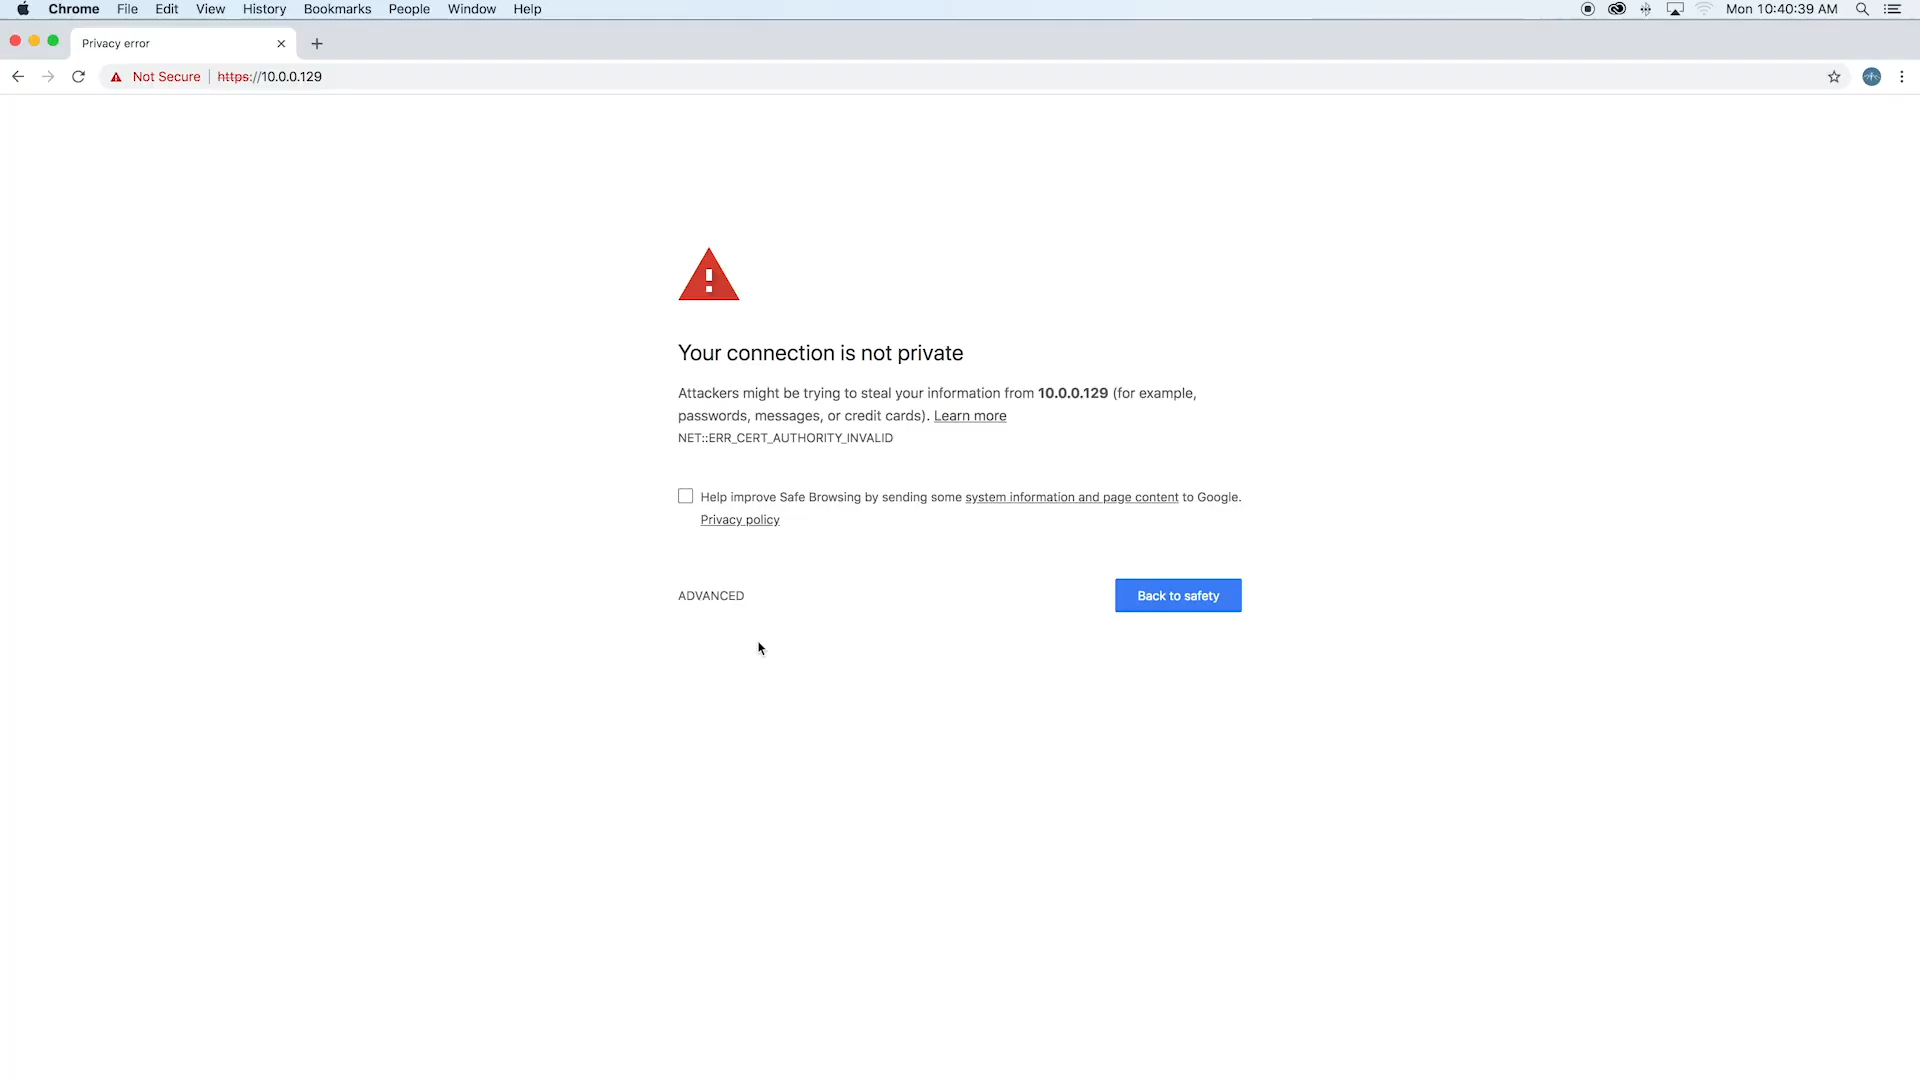 Chrome File Edit View History Bookmarks People Window Help Mon 10:40:39 AM
Privacy error
Not Secure https://10.0.0.129
Your connection is not private
Attackers might be trying to steal your information from 10.0.0.129 (for example,
passwords, messages, or credit cards). Learn more
NET::ERR_CERT_AUTHORITY_INVALID
Help improve Safe Browsing by sending some system information and page content to Google.
Privacy policy
ADVANCED Back to safety